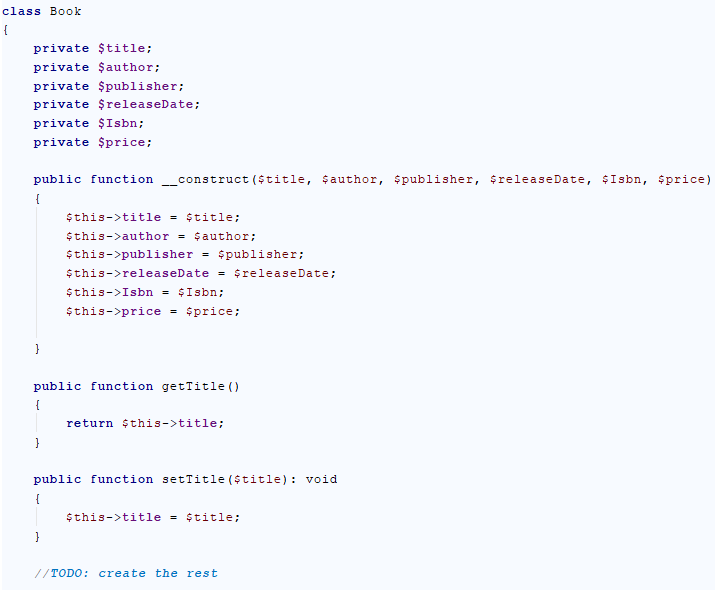 class Book
{
    private $title;
    private $author;
    private $publisher;
    private $releaseDate;
    private $Isbn;
    private $price;

    public function __construct($title, $author, $publisher, $releaseDate, $Isbn, $price)
    {
        $this->title = $title;
        $this->author = $author;
        $this->publisher = $publisher;
        $this->releaseDate = $releaseDate;
        $this->Isbn = $Isbn;
        $this->price = $price;

    }

    public function getTitle()
    {
        return $this->title;
    }

    public function setTitle($title): void
    {
        $this->title = $title;
    }

    //TODO: create the rest